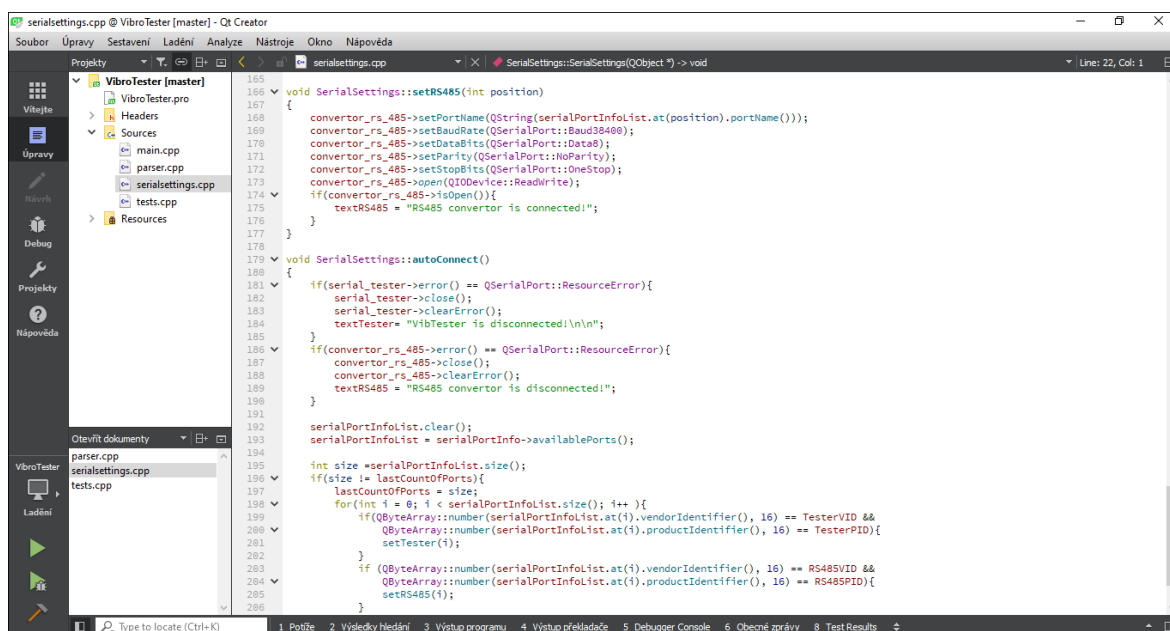 serialsettings.cpp @ VibroTester [master] - Qt Creator
Soubor Úpravy Sestavení Ladění Analyze Nástroje Okno Nápověda
Projekty serialsettings.cpp SerialSettings::SerialSettings(QObject *) -> void Line: 22, Col: 1
Vítejte
Úpravy
Návrh
Debug
Projekty
Nápověda
VibroTester
Ladění
VibroTester [master]
VibroTester.pro
Headers
Sources
main.cpp
parser.cpp
serialsettings.cpp
tests.cpp
Resources
Otevřít dokumenty
parser.cpp
serialsettings.cpp
tests.cpp
165
166 void SerialSettings::setRS485(int position)
167 {
168     convertor_rs_485->setPortName(QString(serialPortInfoList.at(position).portName()));
169     convertor_rs_485->setBaudRate(QSerialPort::Baud38400);
170     convertor_rs_485->setDataBits(QSerialPort::Data8);
171     convertor_rs_485->setParity(QSerialPort::NoParity);
172     convertor_rs_485->setStopBits(QSerialPort::OneStop);
173     convertor_rs_485->open(QIODevice::ReadWrite);
174     if(convertor_rs_485->isOpen()){
175         textRS485 = "RS485 convertor is connected!";
176     }
177 }
178
179 void SerialSettings::autoConnect()
180 {
181     if(serial_tester->error() == QSerialPort::ResourceError){
182         serial_tester->close();
183         serial_tester->clearError();
184         textTester= "VibTester is disconnected!\n\n";
185     }
186     if(convertor_rs_485->error() == QSerialPort::ResourceError){
187         convertor_rs_485->close();
188         convertor_rs_485->clearError();
189         textRS485 = "RS485 convertor is disconnected!";
190     }
191
192     serialPortInfoList.clear();
193     serialPortInfoList = serialPortInfo->availablePorts();
194
195     int size =serialPortInfoList.size();
196     if(size != lastCountOfPorts){
197         lastCountOfPorts = size;
198         for(int i = 0; i < serialPortInfoList.size(); i++ ){
199             if(QByteArray::number(serialPortInfoList.at(i).vendorIdentifier(), 16) == TesterVID &&
200                 QByteArray::number(serialPortInfoList.at(i).productIdentifier(), 16) == TesterPID){
201                 setTester(i);
202             }
203             if (QByteArray::number(serialPortInfoList.at(i).vendorIdentifier(), 16) == RS485VID &&
204                 QByteArray::number(serialPortInfoList.at(i).productIdentifier(), 16) == RS485PID){
205                 setRS485(i);
206             }
Type to locate (Ctrl+K) 1 Potíže 2 Výsledky hledání 3 Výstup programu 4 Výstup překladače 5 Debugger Console 6 Obecné zprávy 8 Test Results